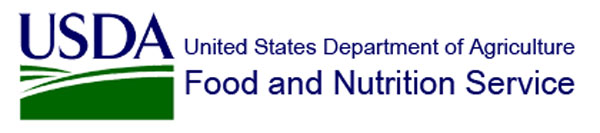 USDA
United States Department of Agriculture
Food and Nutrition Service